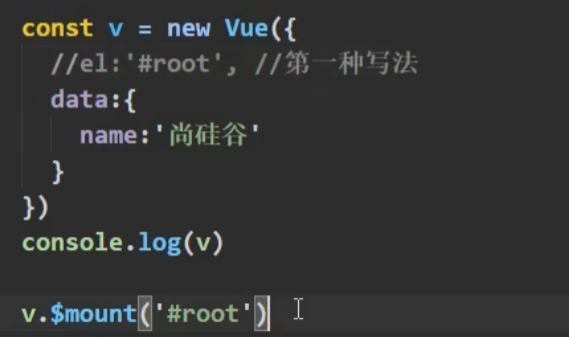 const v = new Vue({
//el:'#root', //第一种写法
data:{
name:'尚硅谷'
}
})
console.log(v)
v.$mount('#root')